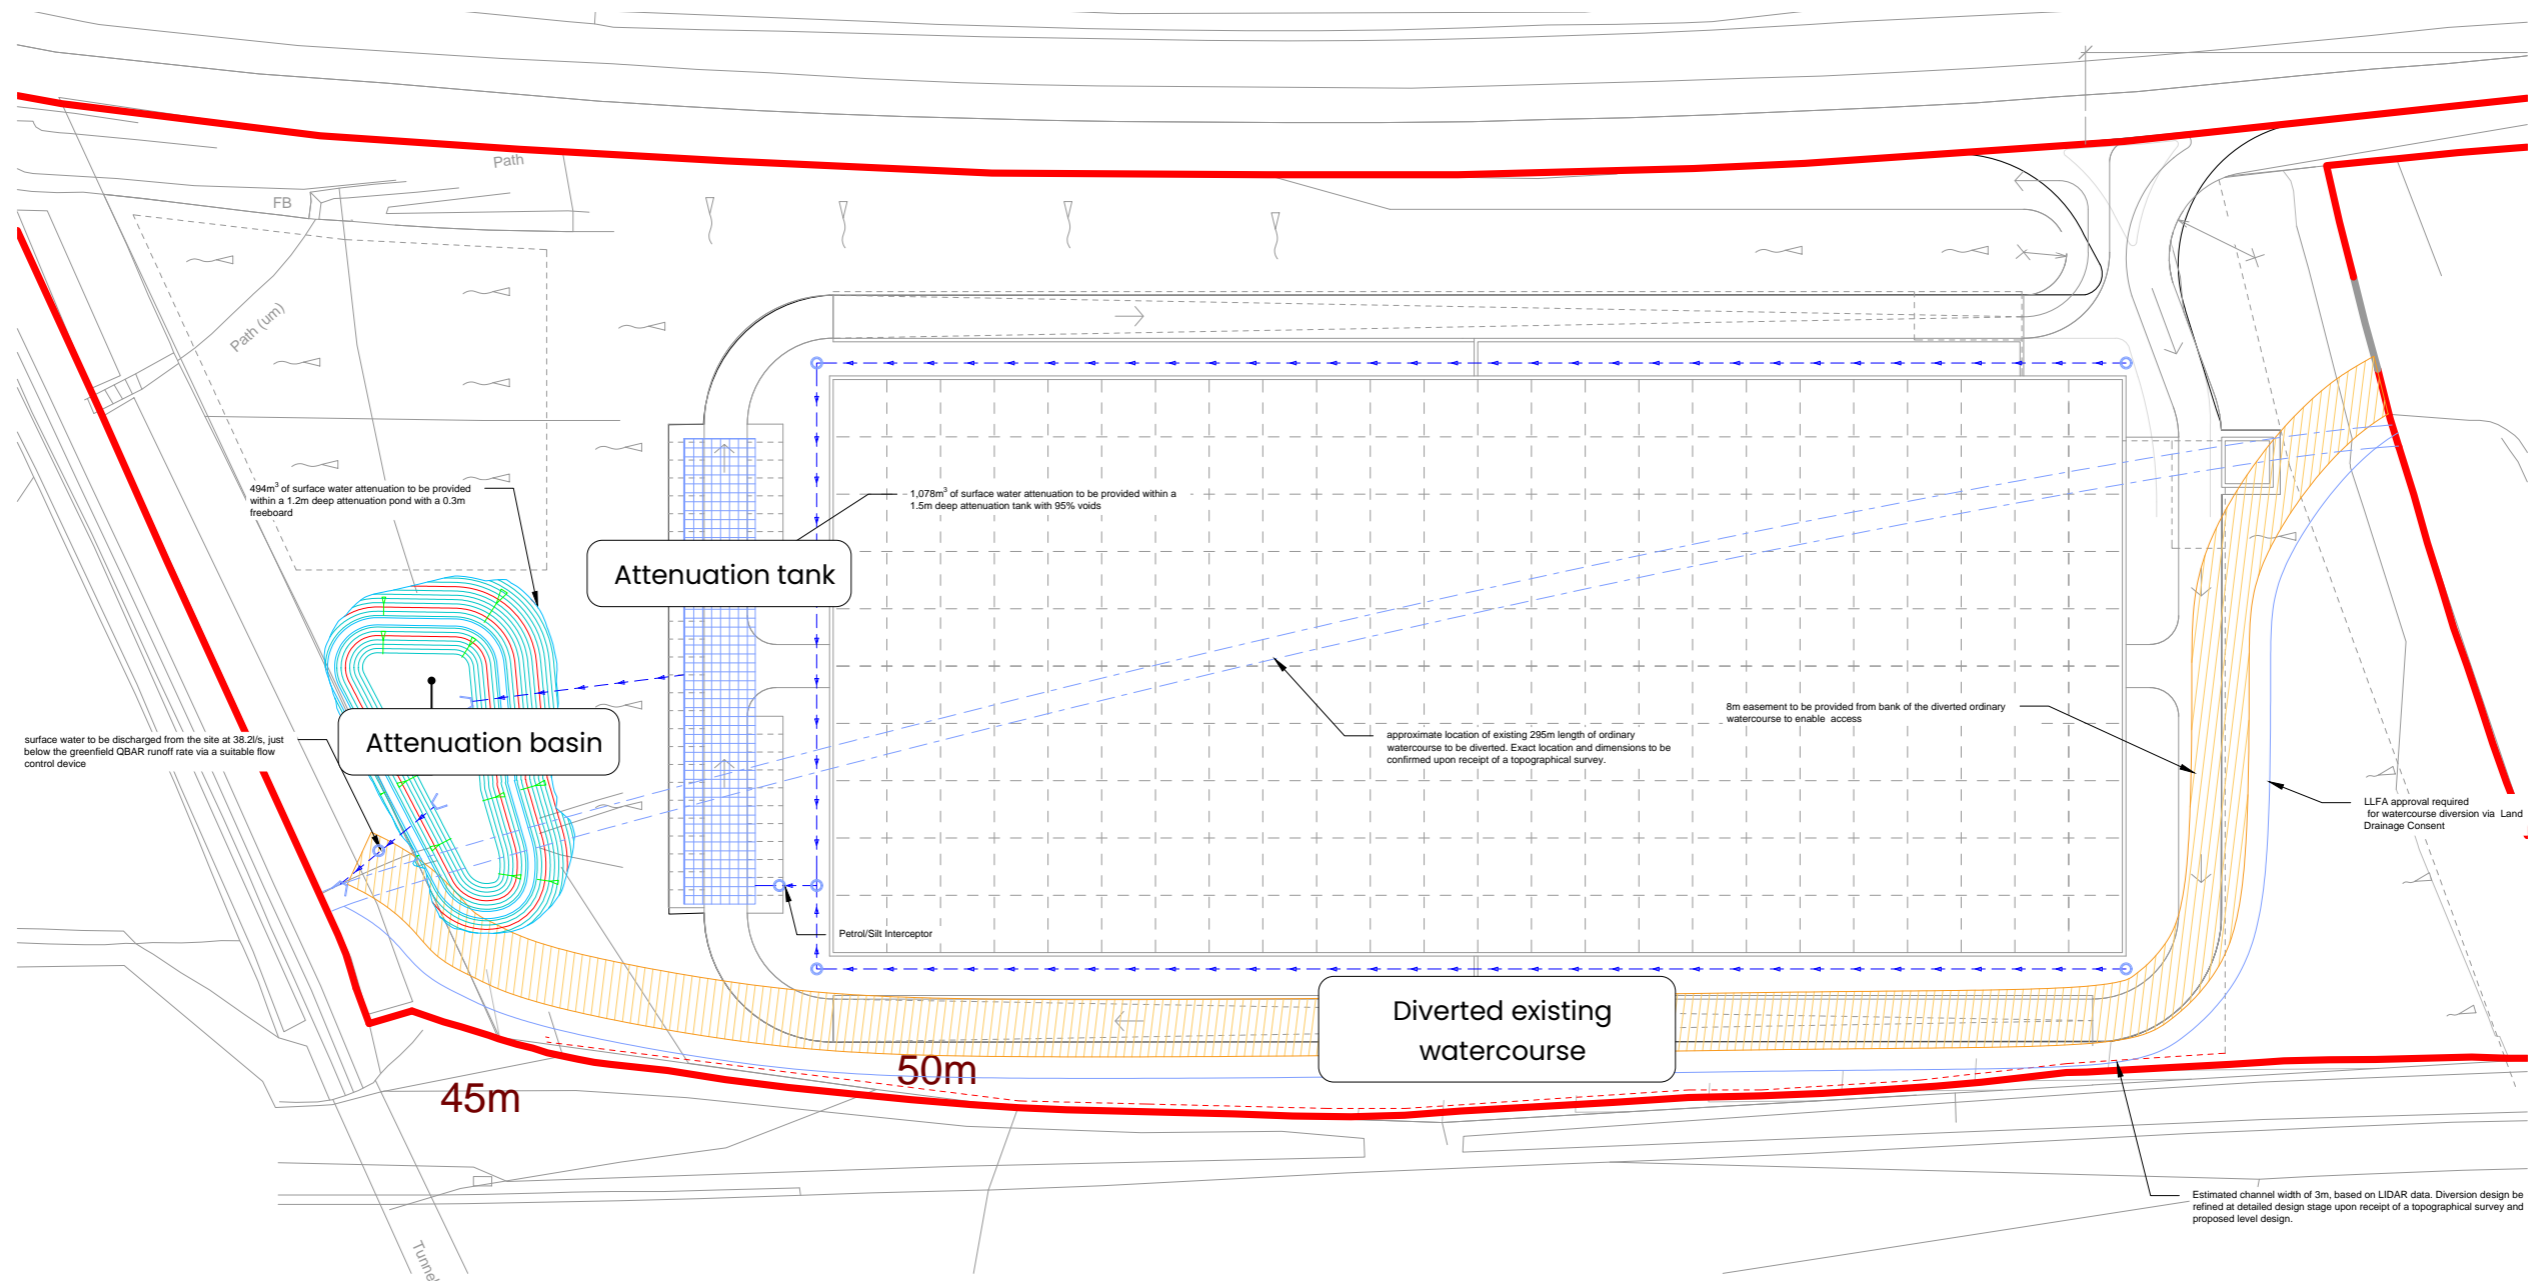 Path
FB
Path (um)
494m³ of surface water attenuation to be provided
within a 1.2m deep attenuation pond with a 0.3m
freeboard
1,078m³ of surface water attenuation to be provided within a
1.5m deep attenuation tank with 95% voids
Attenuation tank
Attenuation basin
surface water to be discharged from the site at 38.2l/s, just
below the greenfield QBAR runoff rate via a suitable flow
control device
approximate location of existing 295m length of ordinary
watercourse to be diverted. Exact location and dimensions to be
confirmed upon receipt of a topographical survey.
8m easement to be provided from bank of the diverted ordinary
watercourse to enable access
LLFA approval required
for watercourse diversion via Land
Drainage Consent
Petrol/Silt Interceptor
Diverted existing
watercourse
50m
45m
Estimated channel width of 3m, based on LIDAR data. Diversion design be
refined at detailed design stage upon receipt of a topographical survey and
proposed level design.
Tunnel